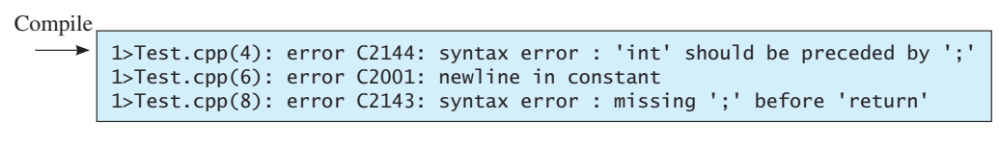 Compile
1>Test.cpp(4): error C2144: syntax error : 'int' should be preceded by ';'
1>Test.cpp(6): error C2001: newline in constant
1>Test.cpp(8): error C2143: syntax error : missing ';' before 'return'